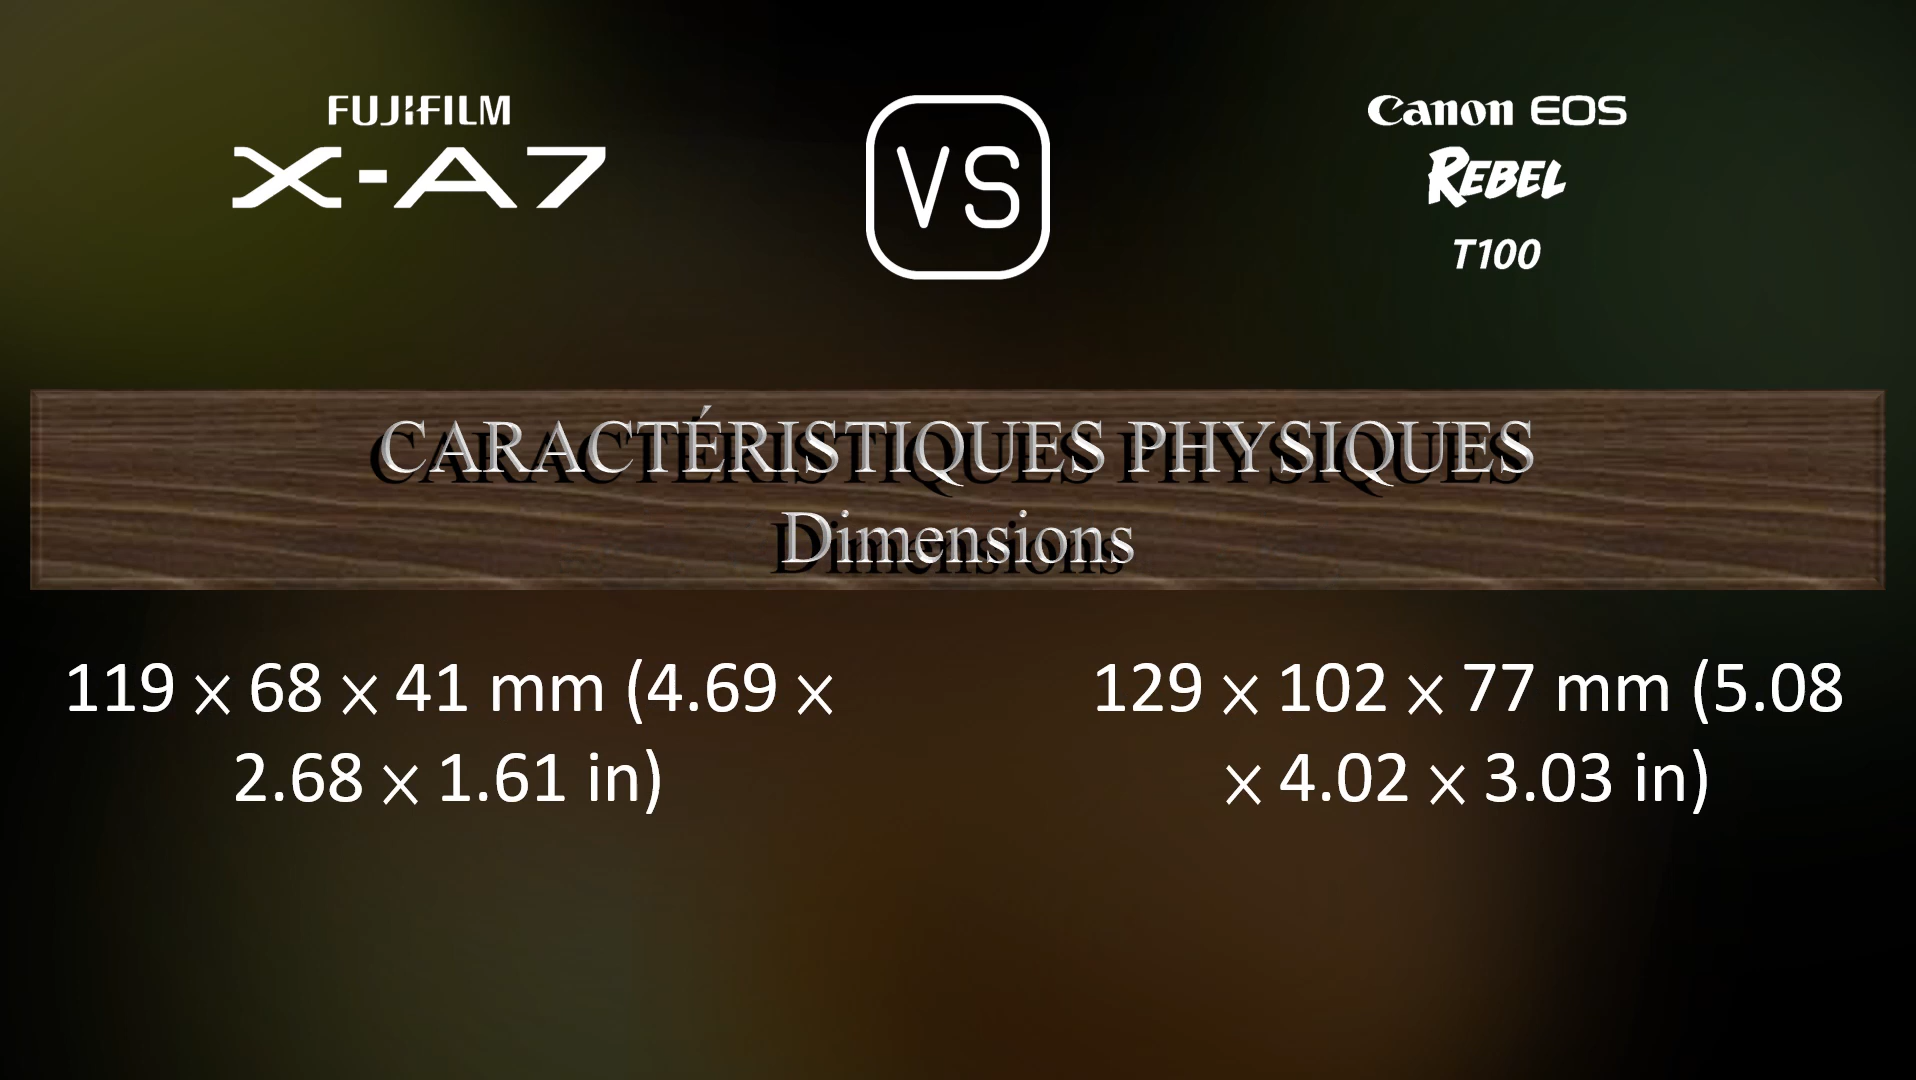 FUJIFILM
X-A7
VS
Canon EOS
REBEL
T100
CARACTÉRISTIQUES PHYSIQUES
Dimensions
119 x 68 x 41 mm (4.69 x
2.68 x 1.61 in)
129 x 102 x 77 mm (5.08
x 4.02 x 3.03 in)